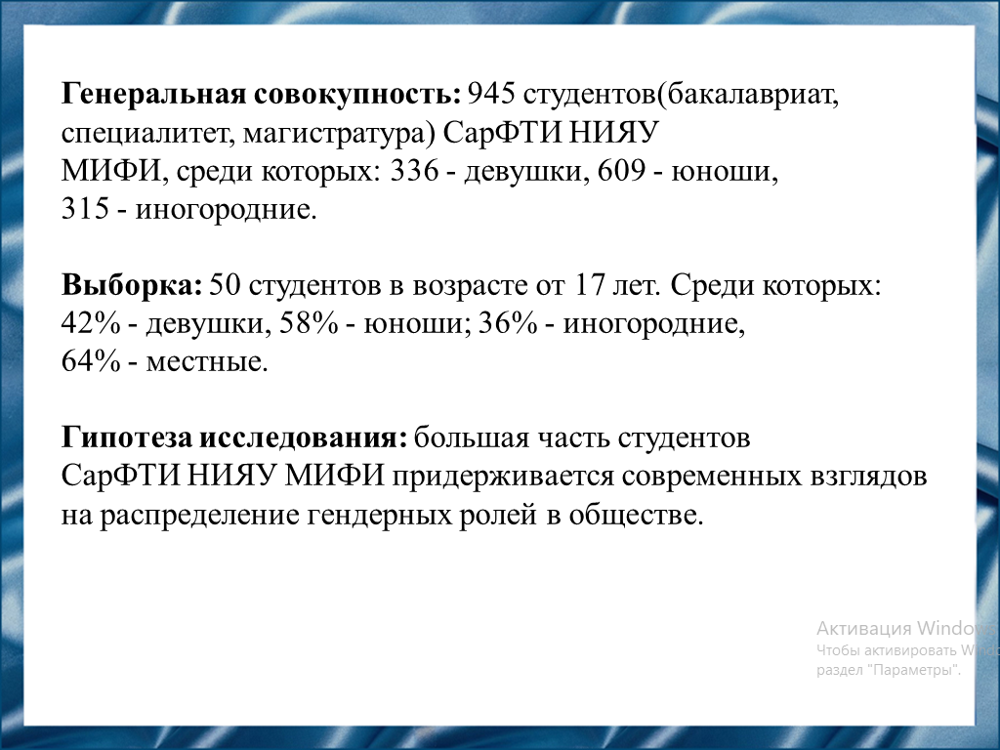 Генеральная совокупность: 945 студентов(бакалавриат,
специалитет, магистратура) СарФТИ НИЯУ
МИФИ, среди которых: 336 - девушки, 609 - юноши,
315 - иногородние.
Выборка: 50 студентов в возрасте от 17 лет. Среди которых:
42% - девушки, 58% - юноши; 36% - иногородние,
64% - местные.
Гипотеза исследования: большая часть студентов
СарФТИ НИЯУ МИФИ придерживается современных взглядов
на распределение гендерных ролей в обществе.
Активация Windows
Чтобы активировать Windo
раздел "Параметры".